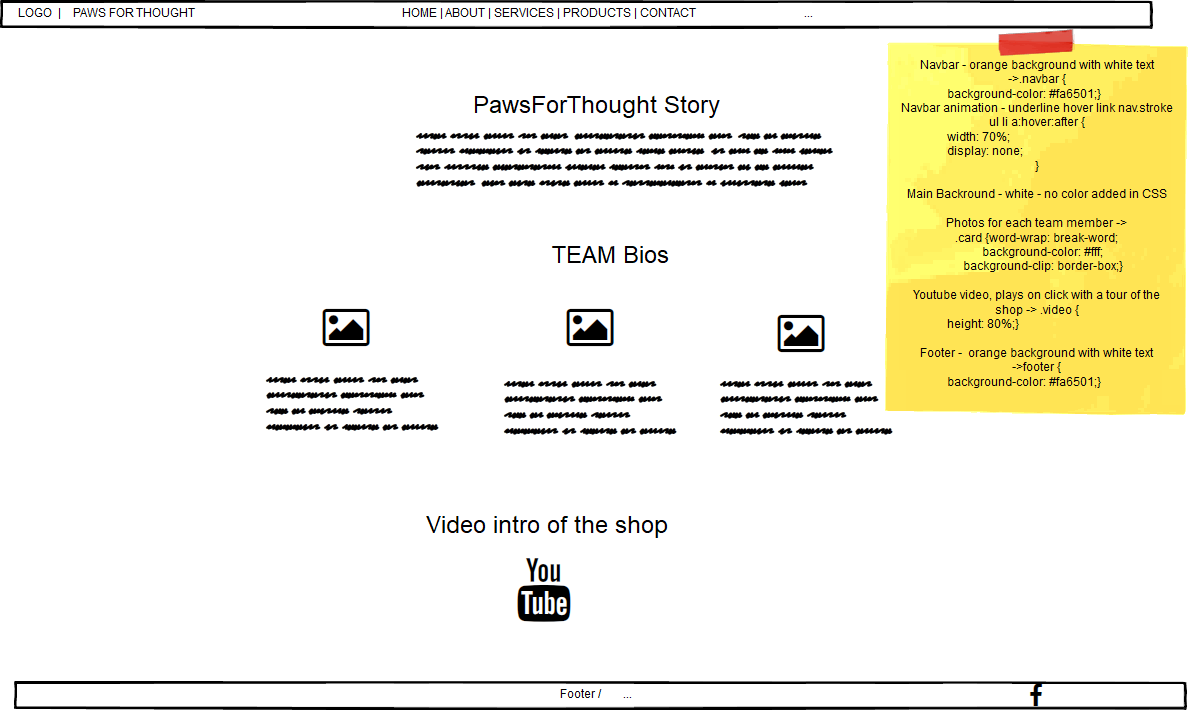 LOGO | PAWS FOR THOUGHT HOME | ABOUT | SERVICES | PRODUCTS | CONTACT ...
PawsForThought Story
TEAM Bios
Video intro of the shop
You
Tube
Navbar - orange background with white text
->.navbar {
background-color: #fa6501;}
Navbar animation - underline hover link nav.stroke
ul li a:hover:after {
width: 70%;
display: none;
}
Main Backround - white - no color added in CSS
Photos for each team member ->
.card {word-wrap: break-word;
background-color: #fff;
background-clip: border-box;}
Youtube video, plays on click with a tour of the
shop -> .video {
height: 80%;}
Footer - orange background with white text
->footer {
background-color: #fa6501;}
Footer / ...
f